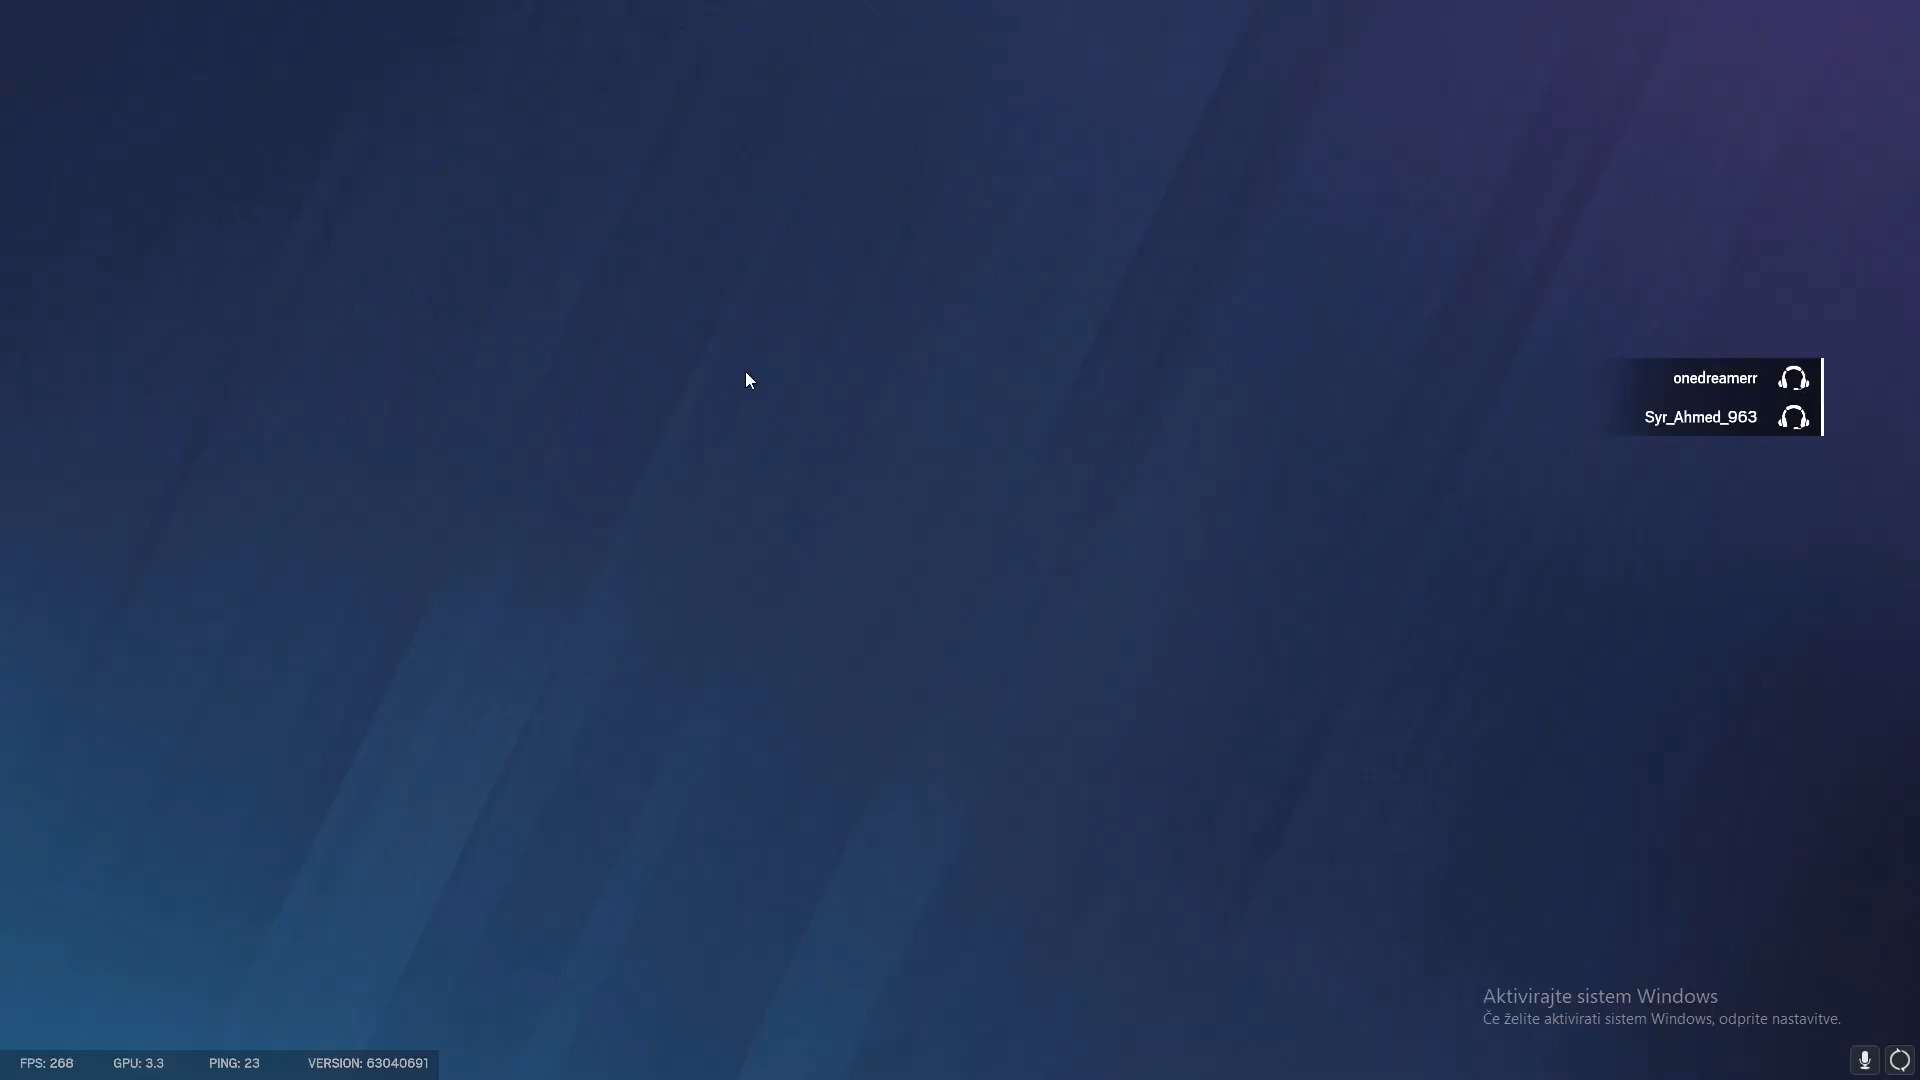 onedreamerr
Syr_Ahmed_963
Aktivirajte sistem Windows
Če želite aktivirati sistem Windows, odprite nastavitve.
FPS: 268 GPU: 3.3 PING: 23 VERSION: 63040691